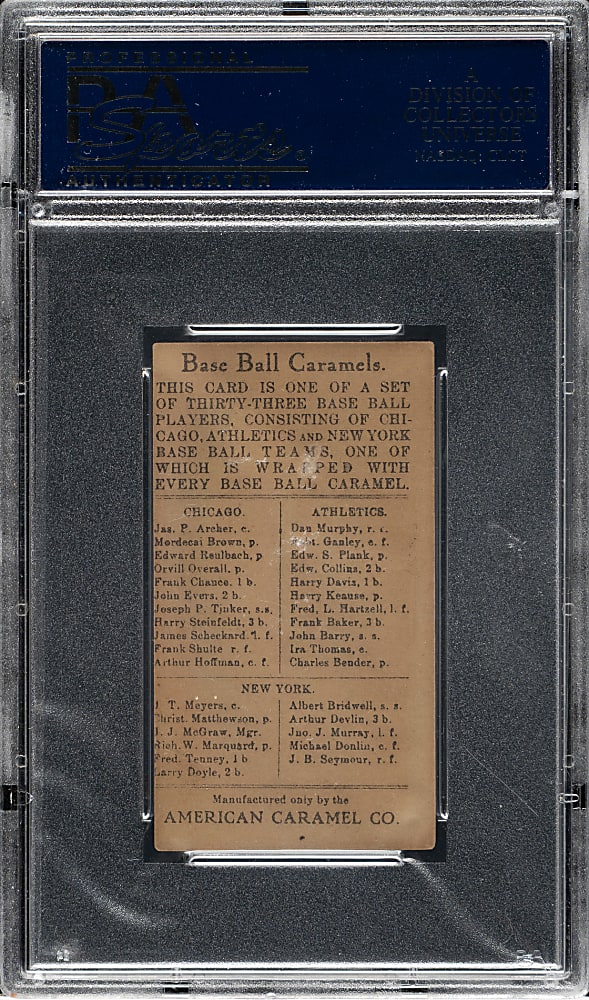 PROFESSIONAL
PSA
Sports
AUTHENTICATOR
A
DIVISION OF
COLLECTORS
UNIVERSE
NASDAQ: CLCT
Base Ball Caramels.
THIS CARD IS ONE OF A SET
OF THIRTY-THREE BASE BALL
PLAYERS, CONSISTING OF CHI-
CAGO, ATHLETICS AND NEW YORK
BASE BALL TEAMS, ONE OF
WHICH IS WRAPPED WITH
EVERY BASE BALL CARAMEL.
CHICAGO.
Jas. P. Archer, c.
Mordecai Brown, p.
Edward Reulbach, p
Orvill Overall, p.
Frank Chance. 1 b.
John Evers, 2 b.
Joseph P. Tinker, s.s.
Harry Steinfeldt, 3 b.
James Scheckard l. f.
Frank Shulte r. f.
Arthur Hoffman, c. f.
ATHLETICS.
Dan Murphy, r. f.
Ganley, c. f.
Edw. S. Plank, p.
Edw. Collins, 2 b.
Harry Davis, 1 b.
Harry Keause, p.
Fred, L. Hartzell, l. f.
Frank Baker, 3 b.
John Barry, s. s.
Ira Thomas, c.
Charles Bender, p.
NEW YORK.
J. T. Meyers, c.
Christ. Matthewson, p.
J. J. McGraw, Mgr.
Rich. W. Marquard, p.
Fred. Tenney, 1 b
Larry Doyle, 2 b.
Albert Bridwell, s. s.
Arthur Devlin, 3 b.
Jno. J. Murray, l. f.
Michael Donlin, c. f.
J. B. Seymour, r. f.
Manufactured only by the
AMERICAN CARAMEL CO.